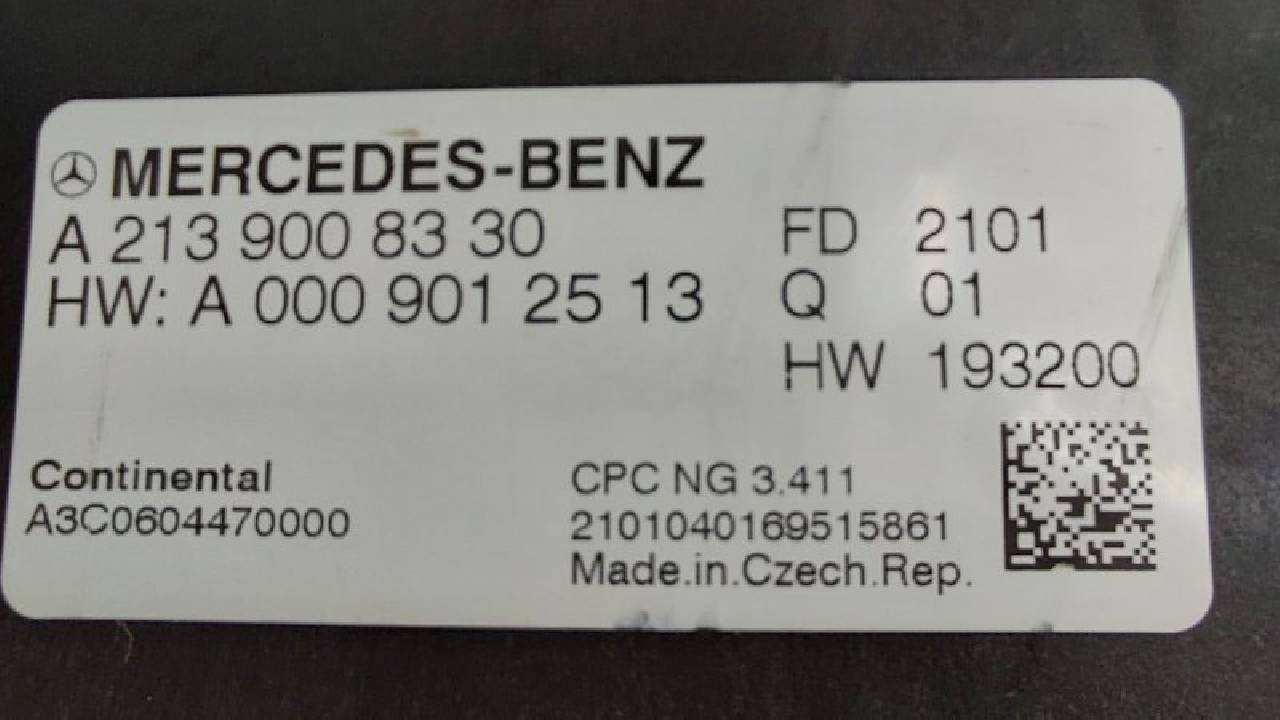 MERCEDES-BENZ
A 213 900 83 30
HW: A 000 901 25 13
FD 2101
Q 01
HW 193200
Continental
A3C0604470000
CPC NG 3.411
2101040169515861
Made.in.Czech.Rep.